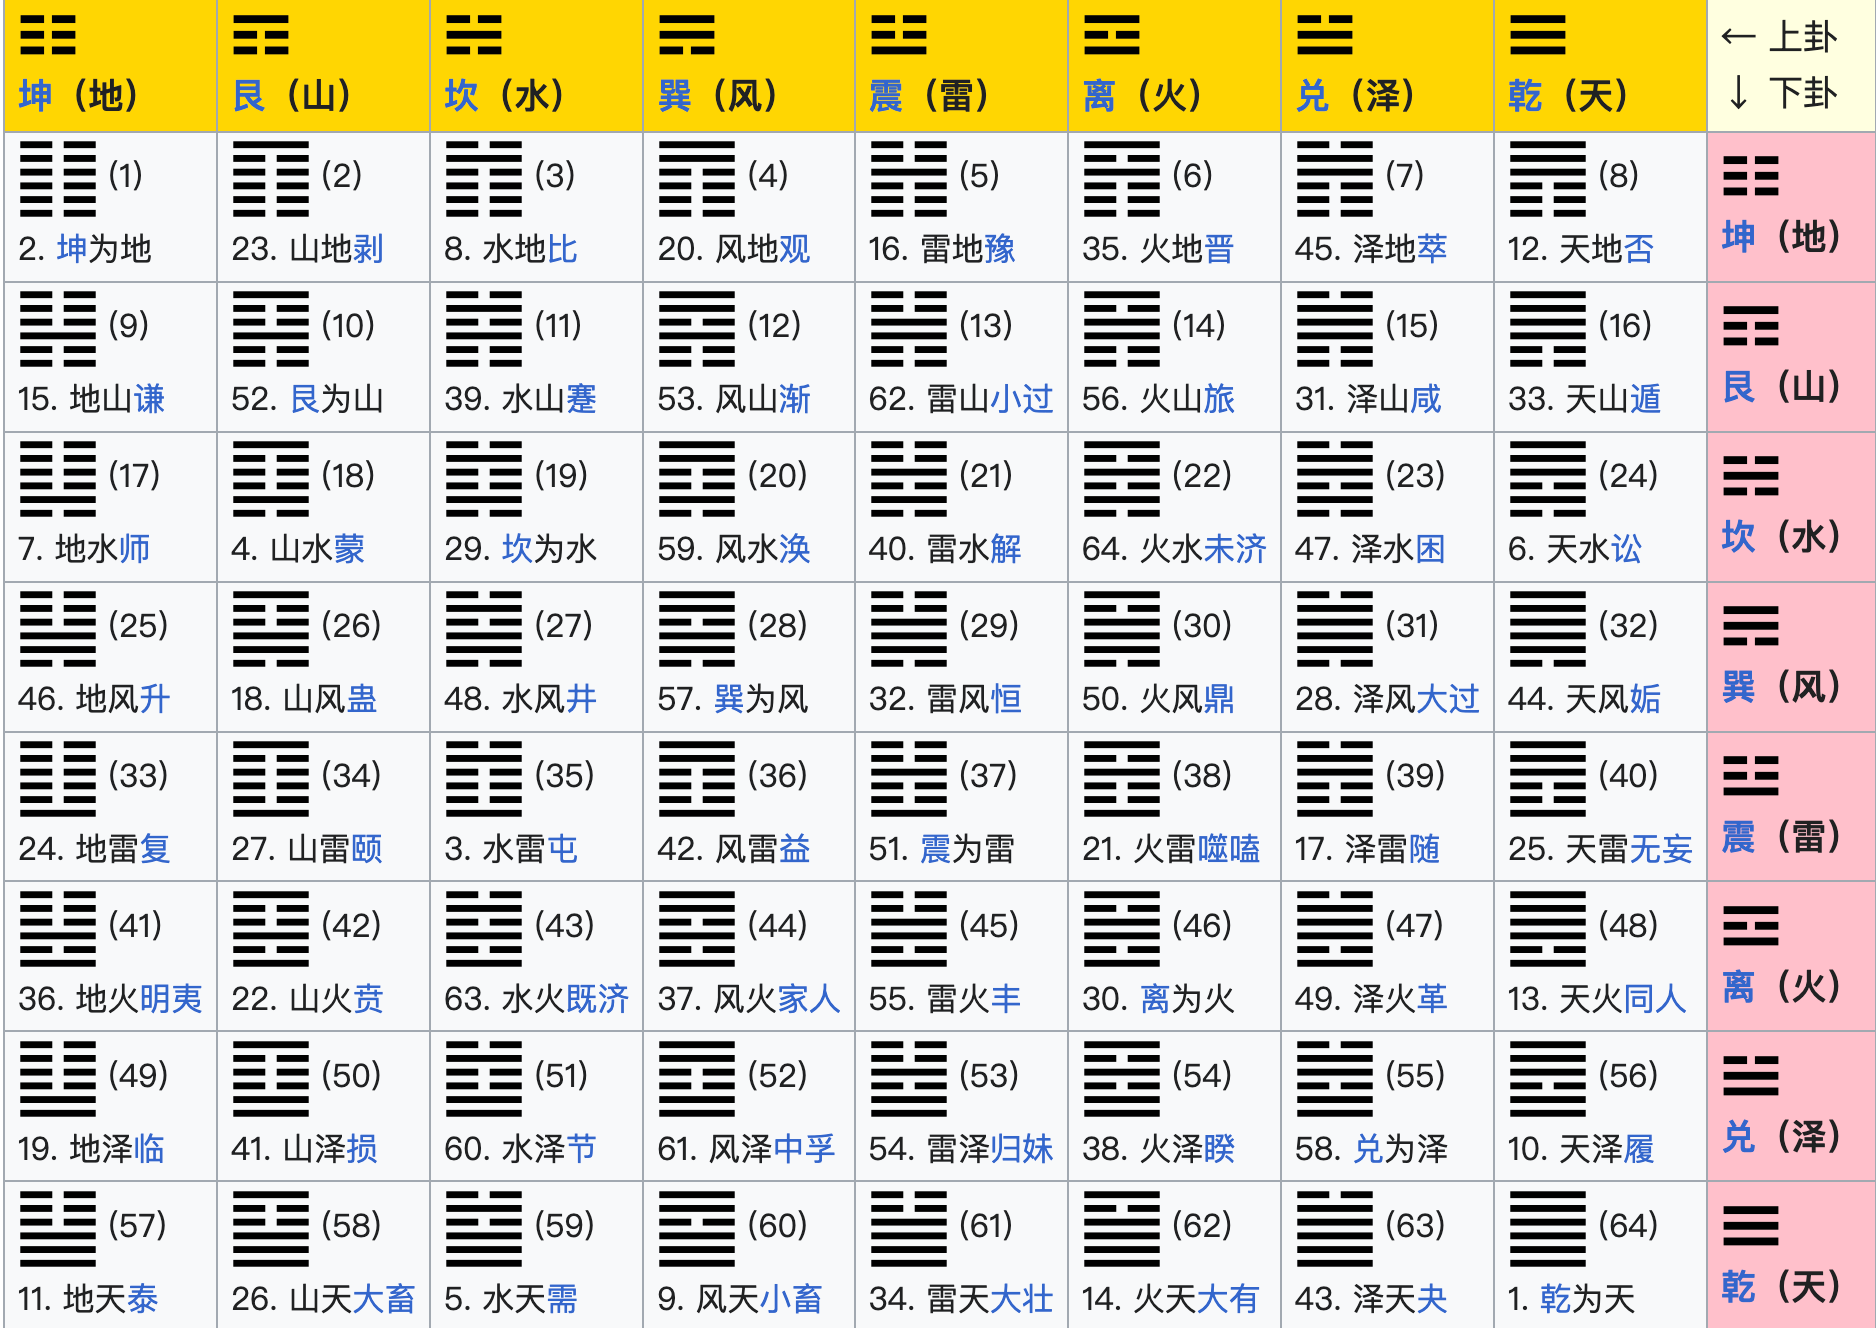 坤（地） 艮（山） 坎（水） 巽（风） 震（雷） 离（火） 兑（泽） 乾（天） ← 上卦
↓ 下卦
(1) (2) (3) (4) (5) (6) (7) (8)
2. 坤为地 23. 山地剥 8. 水地比 20. 风地观 16. 雷地豫 35. 火地晋 45. 泽地萃 12. 天地否 坤（地）
(9) (10) (11) (12) (13) (14) (15) (16)
15. 地山谦 52. 艮为山 39. 水山蹇 53. 风山渐 62. 雷山小过 56. 火山旅 31. 泽山咸 33. 天山遁 艮（山）
(17) (18) (19) (20) (21) (22) (23) (24)
7. 地水师 4. 山水蒙 29. 坎为水 59. 风水涣 40. 雷水解 64. 火水未济 47. 泽水困 6. 天水讼 坎（水）
(25) (26) (27) (28) (29) (30) (31) (32)
46. 地风升 18. 山风蛊 48. 水风井 57. 巽为风 32. 雷风恒 50. 火风鼎 28. 泽风大过 44. 天风姤 巽（风）
(33) (34) (35) (36) (37) (38) (39) (40)
24. 地雷复 27. 山雷颐 3. 水雷屯 42. 风雷益 51. 震为雷 21. 火雷噬嗑 17. 泽雷随 25. 天雷无妄 震（雷）
(41) (42) (43) (44) (45) (46) (47) (48)
36. 地火明夷 22. 山火贲 63. 水火既济 37. 风火家人 55. 雷火丰 30. 离为火 49. 泽火革 13. 天火同人 离（火）
(49) (50) (51) (52) (53) (54) (55) (56)
19. 地泽临 41. 山泽损 60. 水泽节 61. 风泽中孚 54. 雷泽归妹 38. 火泽睽 58. 兑为泽 10. 天泽履 兑（泽）
(57) (58) (59) (60) (61) (62) (63) (64)
11. 地天泰 26. 山天大畜 5. 水天需 9. 风天小畜 34. 雷天大壮 14. 火天大有 43. 泽天夬 1. 乾为天 乾（天）